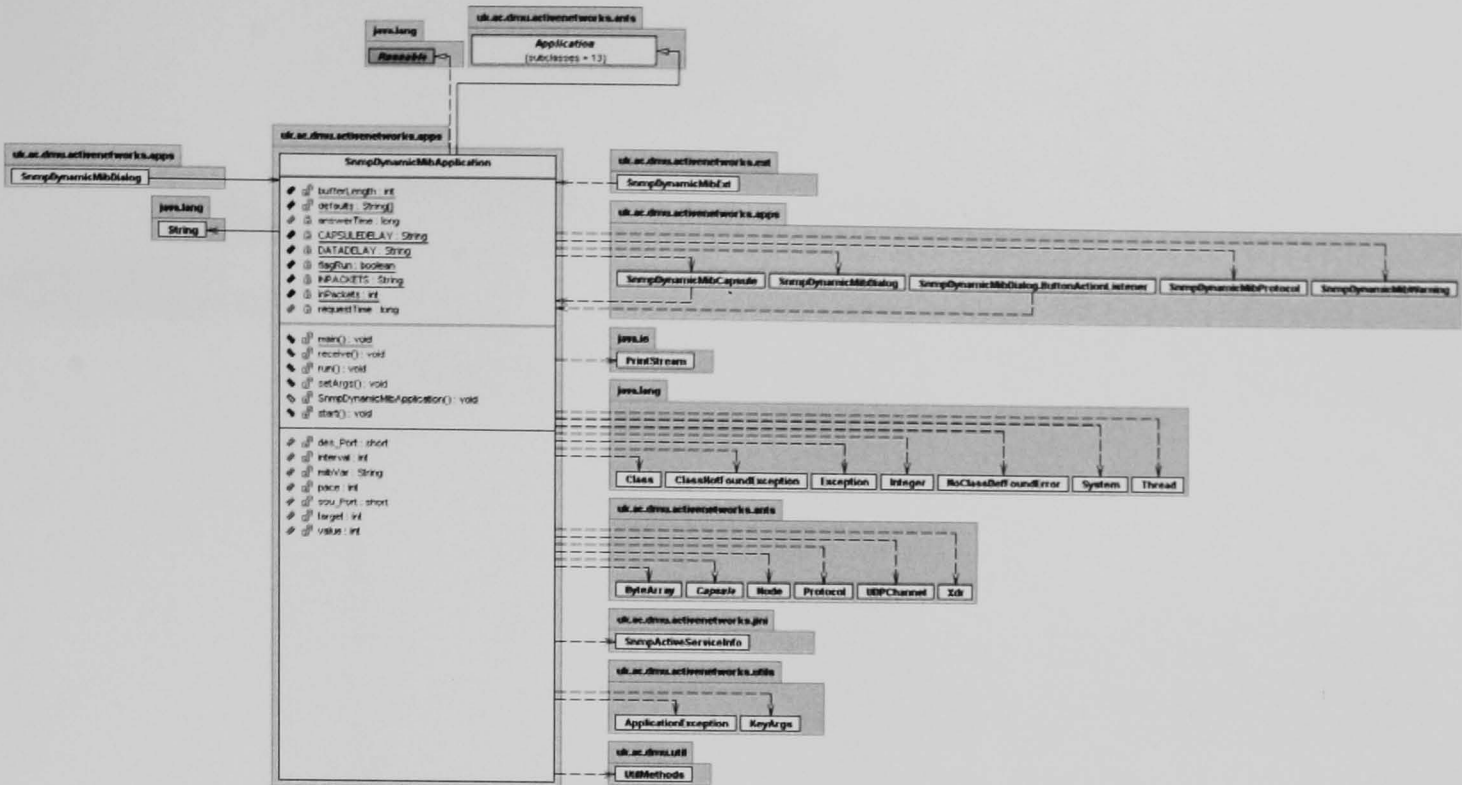 java.lang
Runnable
uk.ac.dmu.activenetworks.ants
Application
{subclasses = 13}
uk.ac.dmu.activenetworks.apps
SnmpDynamicMibDialog
java.lang
String
uk.ac.dmu.activenetworks.apps
SnmpDynamicMibApplication
bufferLength : int
defaults : String[]
answerTime : long
CAPSULEDELAY : String
DATADELAY : String
flagRun : boolean
INPACKETS : String
inPackets : int
requestTime : long
main() : void
receive() : void
run() : void
setArgs() : void
SnmpDynamicMibApplication() : void
start() : void
des_Port : short
interval : int
mibVar : String
pace : int
sou_Port : short
target : int
value : int
uk.ac.dmu.activenetworks.ext
SnmpDynamicMibExt
uk.ac.dmu.activenetworks.apps
SnmpDynamicMibCapsule
SnmpDynamicMibDialog
SnmpDynamicMibDialog.ButtonActionListener
SnmpDynamicMibProtocol
SnmpDynamicMibWarning
java.io
PrintStream
java.lang
Class
ClassNotFoundException
Exception
Integer
NoClassDefFoundError
System
Thread
uk.ac.dmu.activenetworks.ants
ByteArray
Capsule
Node
Protocol
UDPChannel
Xdr
uk.ac.dmu.activenetworks.jini
SnmpActiveServiceInfo
uk.ac.dmu.activenetworks.utils
ApplicationException
KeyArgs
uk.ac.dmu.util
UtilMethods